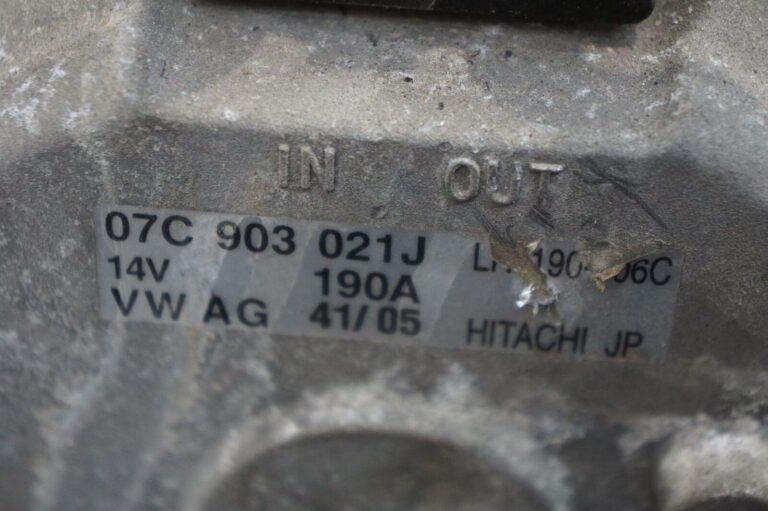 IN OUT
07C 903 021J
14V 190A
VW AG 41/05 HITACHI JP